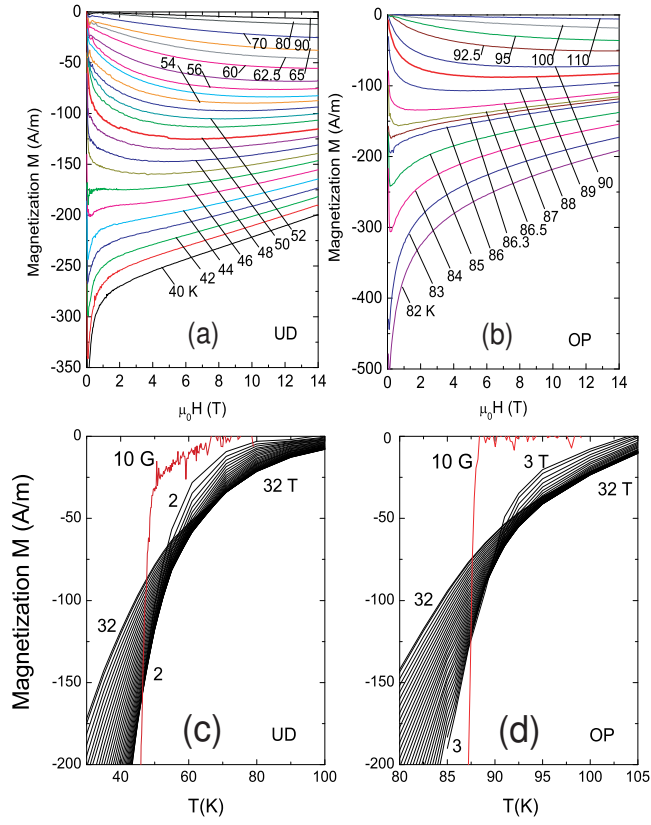 (a)
UD
Magnetization M (A/m)
0
-50
-100
-150
-200
-250
-300
-350
0 2 4 6 8 10 12 14
μ0H (T)
70 80 90
54
56 60 62.5 65
40 K 42 44 46 48 50 52
(b)
OP
Magnetization M (A/m)
0
-100
-200
-300
-400
-500
0 2 4 6 8 10 12 14
μ0H (T)
92.5 95 100 110
82 K 83 84 85 86 86.3 86.5 87 88 89 90
Magnetization M (A/m)
(c)
UD
0
-50
-100
-150
-200
40 60 80 100
T(K)
10 G
2
32 T
32
2
(d)
OP
0
-50
-100
-150
-200
80 85 90 95 100 105
T(K)
10 G
3 T
32 T
32
3